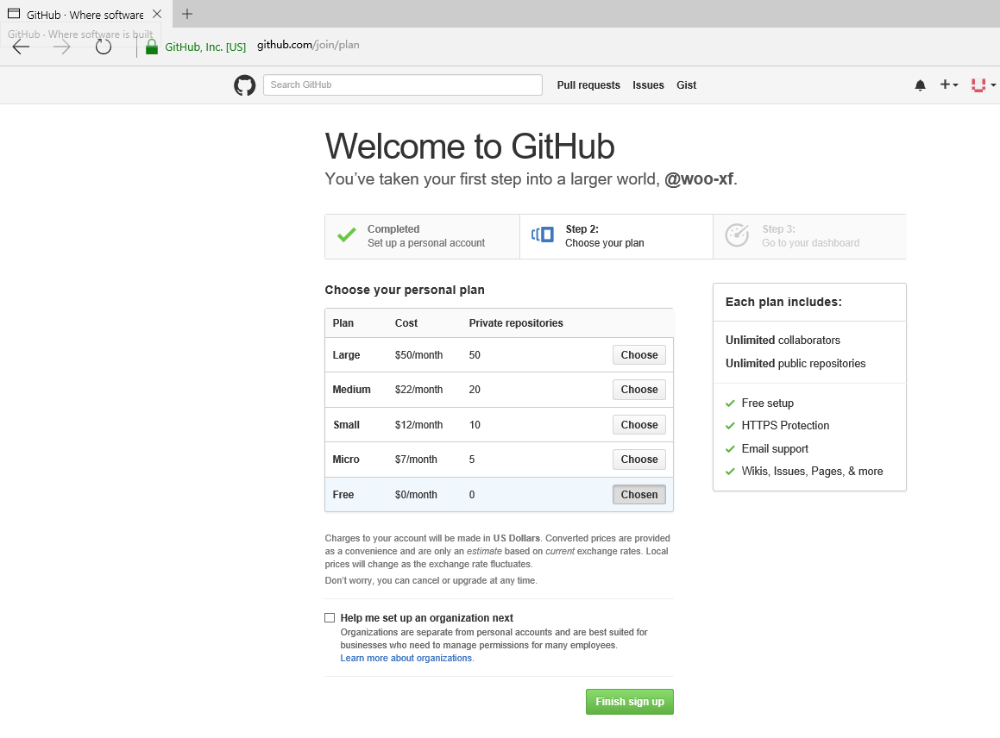 GitHub · Where software
GitHub · Where software is built
GitHub, Inc. [US] github.com/join/plan
Search GitHub Pull requests Issues Gist
Welcome to GitHub
You’ve taken your first step into a larger world, @woo-xf.
Completed
Set up a personal account
Step 2:
Choose your plan
Step 3:
Go to your dashboard
Choose your personal plan
Plan Cost Private repositories
Large $50/month 50 Choose
Medium $22/month 20 Choose
Small $12/month 10 Choose
Micro $7/month 5 Choose
Free $0/month 0 Chosen
Charges to your account will be made in US Dollars. Converted prices are provided
as a convenience and are only an estimate based on current exchange rates. Local
prices will change as the exchange rate fluctuates.
Don’t worry, you can cancel or upgrade at any time.
Help me set up an organization next
Organizations are separate from personal accounts and are best suited for
businesses who need to manage permissions for many employees.
Learn more about organizations.
Finish sign up
Each plan includes:
Unlimited collaborators
Unlimited public repositories
Free setup
HTTPS Protection
Email support
Wikis, Issues, Pages, & more